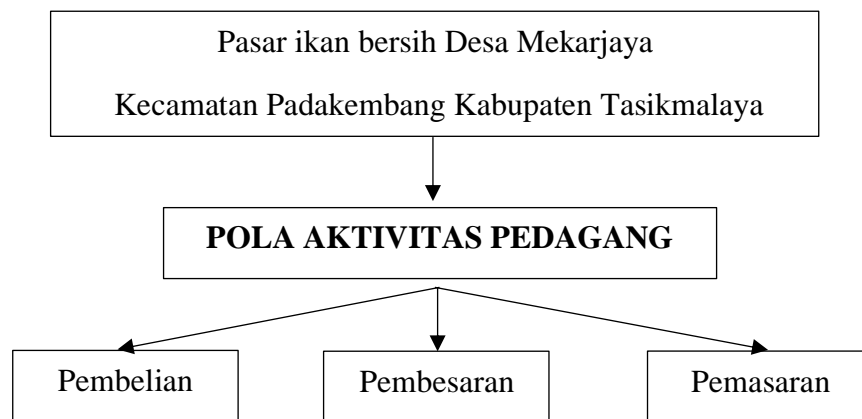 Pasar ikan bersih Desa Mekarjaya
Kecamatan Padakembang Kabupaten Tasikmalaya
POLA AKTIVITAS PEDAGANG
Pembelian
Pembesaran
Pemasaran